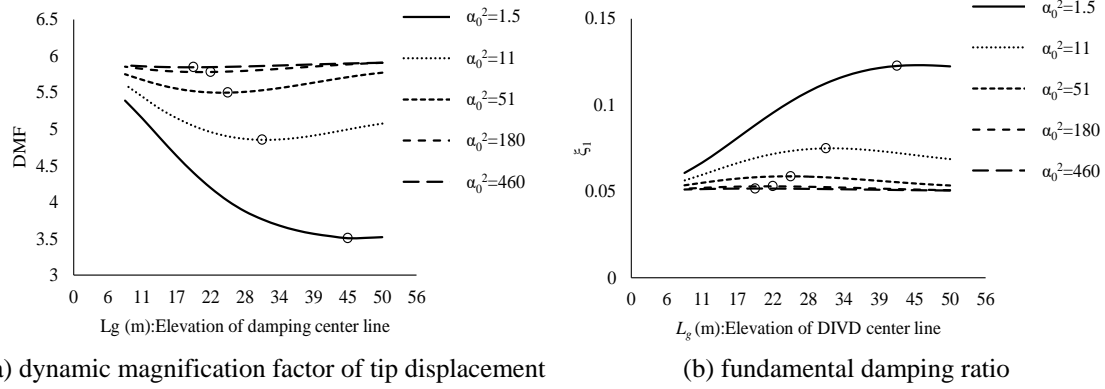 6.5
6
5.5
5
4.5
4
3.5
3
DMF
0 6 11 17 22 28 34 39 45 50 56
Lg (m):Elevation of damping center line
α₀²=1.5
α₀²=11
α₀²=51
α₀²=180
α₀²=460
) dynamic magnification factor of tip displacement
0.15
0.1
0.05
0
ξ₁
0 6 11 17 22 28 34 39 45 50 56
L_g (m):Elevation of DIVD center line
α₀²=1.5
α₀²=11
α₀²=51
α₀²=180
α₀²=460
(b) fundamental damping ratio